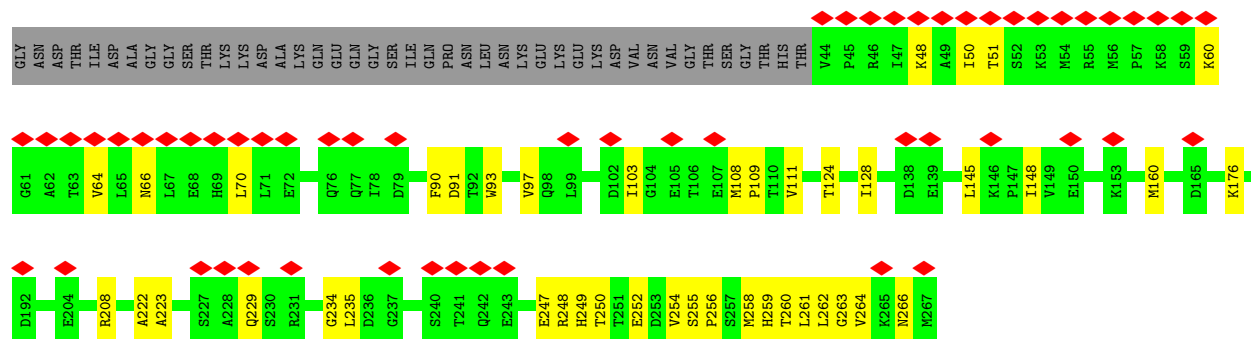 GLY ASN ASP THR ILE ASP ALA GLY GLY SER THR LYS LYS ASP ALA LYS GLN GLU GLN GLY SER ILE GLN PRO ASN LEU ASN LYS GLU LYS GLU LYS ASP VAL ASN VAL GLY THR SER GLY THR HIS THR V44 P45 R46 I47 K48 A49 I50 T51 S52 K53 M54 R55 M56 P57 K58 S59 K60
G61 A62 T63 V64 L65 N66 L67 E68 H69 L70 L71 E72 Q76 Q77 I78 D79 F90 D91 T92 W93 V97 Q98 L99 D102 I103 G104 E105 T106 E107 M108 P109 T110 V111 T124 I128 D138 E139 L145 K146 P147 I148 V149 E150 K153 M160 D165 K176
D192 E204 R208 A222 A223 S227 A228 Q229 S230 R231 G234 L235 D236 G237 S240 T241 Q242 E243 E247 R248 H249 T250 T251 E252 D253 V254 S255 P256 S257 M258 H259 T260 L261 L262 G263 V264 K265 N266 M267